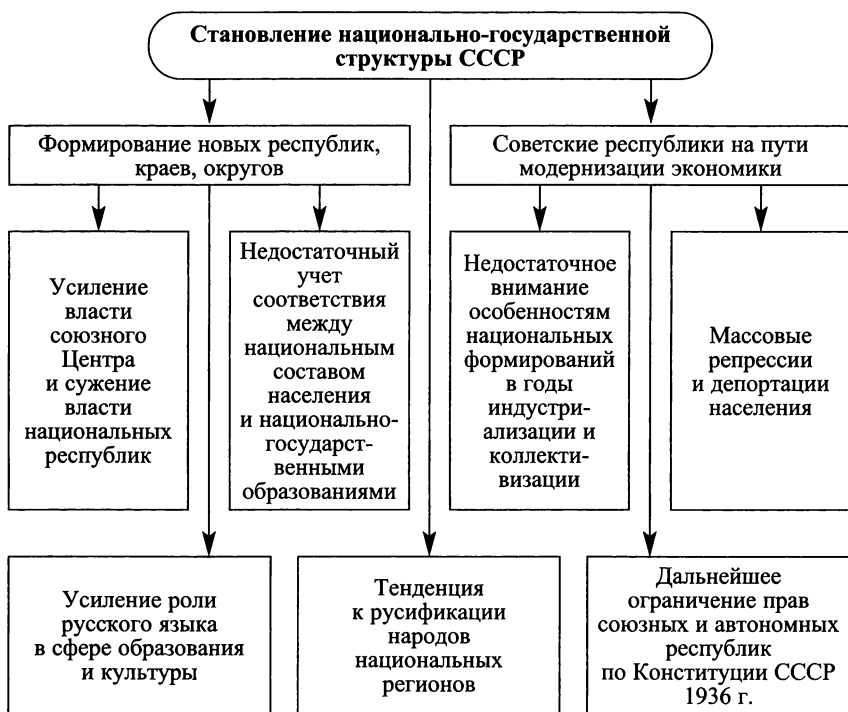 Становление национально-государственной
структуры СССР
Формирование новых республик,
краев, округов
Советские республики на пути
модернизации экономики
Усиление
власти
союзного
Центра
и сужение
власти
национальных
республик
Недостаточный
учет
соответствия
между
национальным
составом
населения
и национально-
государст-
венными
образованиями
Недостаточное
внимание
особенностям
национальных
формирований
в годы
индустри-
ализации и
коллекти-
визации
Массовые
репрессии
и депортации
населения
Усиление роли
русского языка
в сфере образования
и культуры
Тенденция
к русификации
народов
национальных
регионов
Дальнейшее
ограничение прав
союзных и автономных
республик
по Конституции СССР
1936 г.